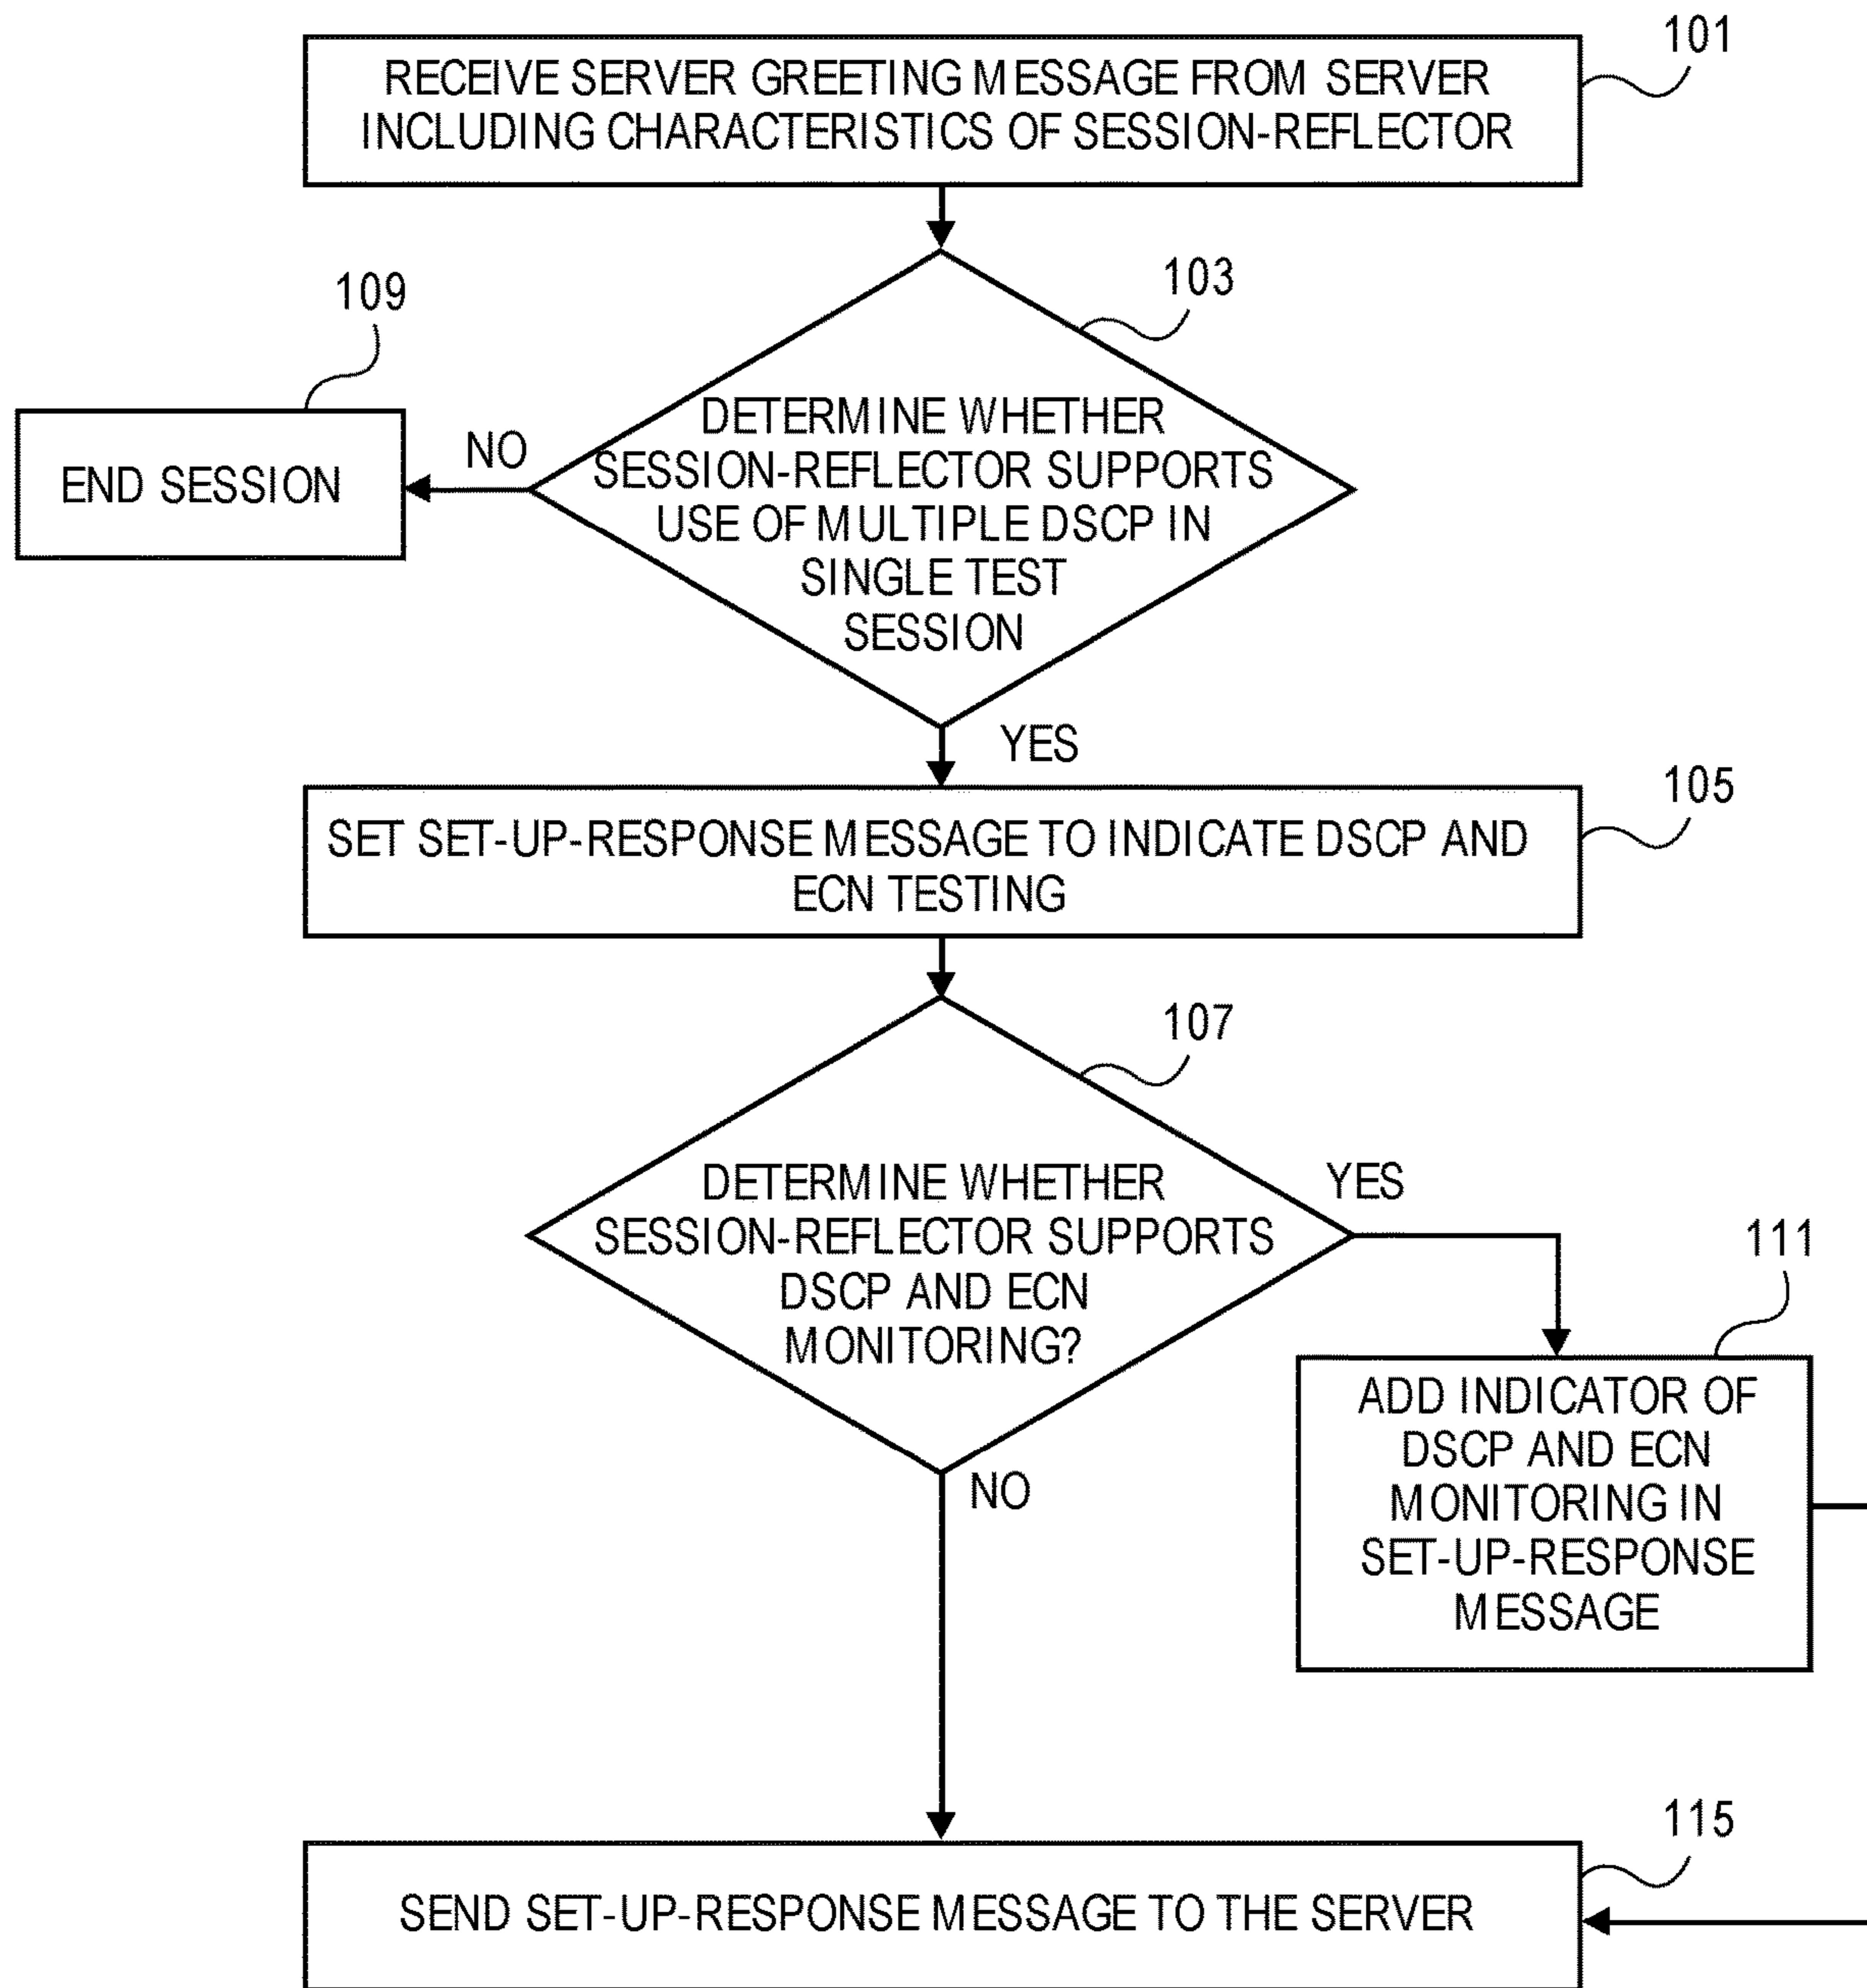 101
RECEIVE SERVER GREETING MESSAGE FROM SERVER
INCLUDING CHARACTERISTICS OF SESSION-REFLECTOR
103
109
DETERMINE WHETHER
SESSION-REFLECTOR SUPPORTS
USE OF MULTIPLE DSCP IN
SINGLE TEST
SESSION
NO
END SESSION
YES
105
SET SET-UP-RESPONSE MESSAGE TO INDICATE DSCP AND
ECN TESTING
107
DETERMINE WHETHER
SESSION-REFLECTOR SUPPORTS
DSCP AND ECN
MONITORING?
YES
111
ADD INDICATOR OF
DSCP AND ECN
MONITORING IN
SET-UP-RESPONSE
MESSAGE
NO
115
SEND SET-UP-RESPONSE MESSAGE TO THE SERVER